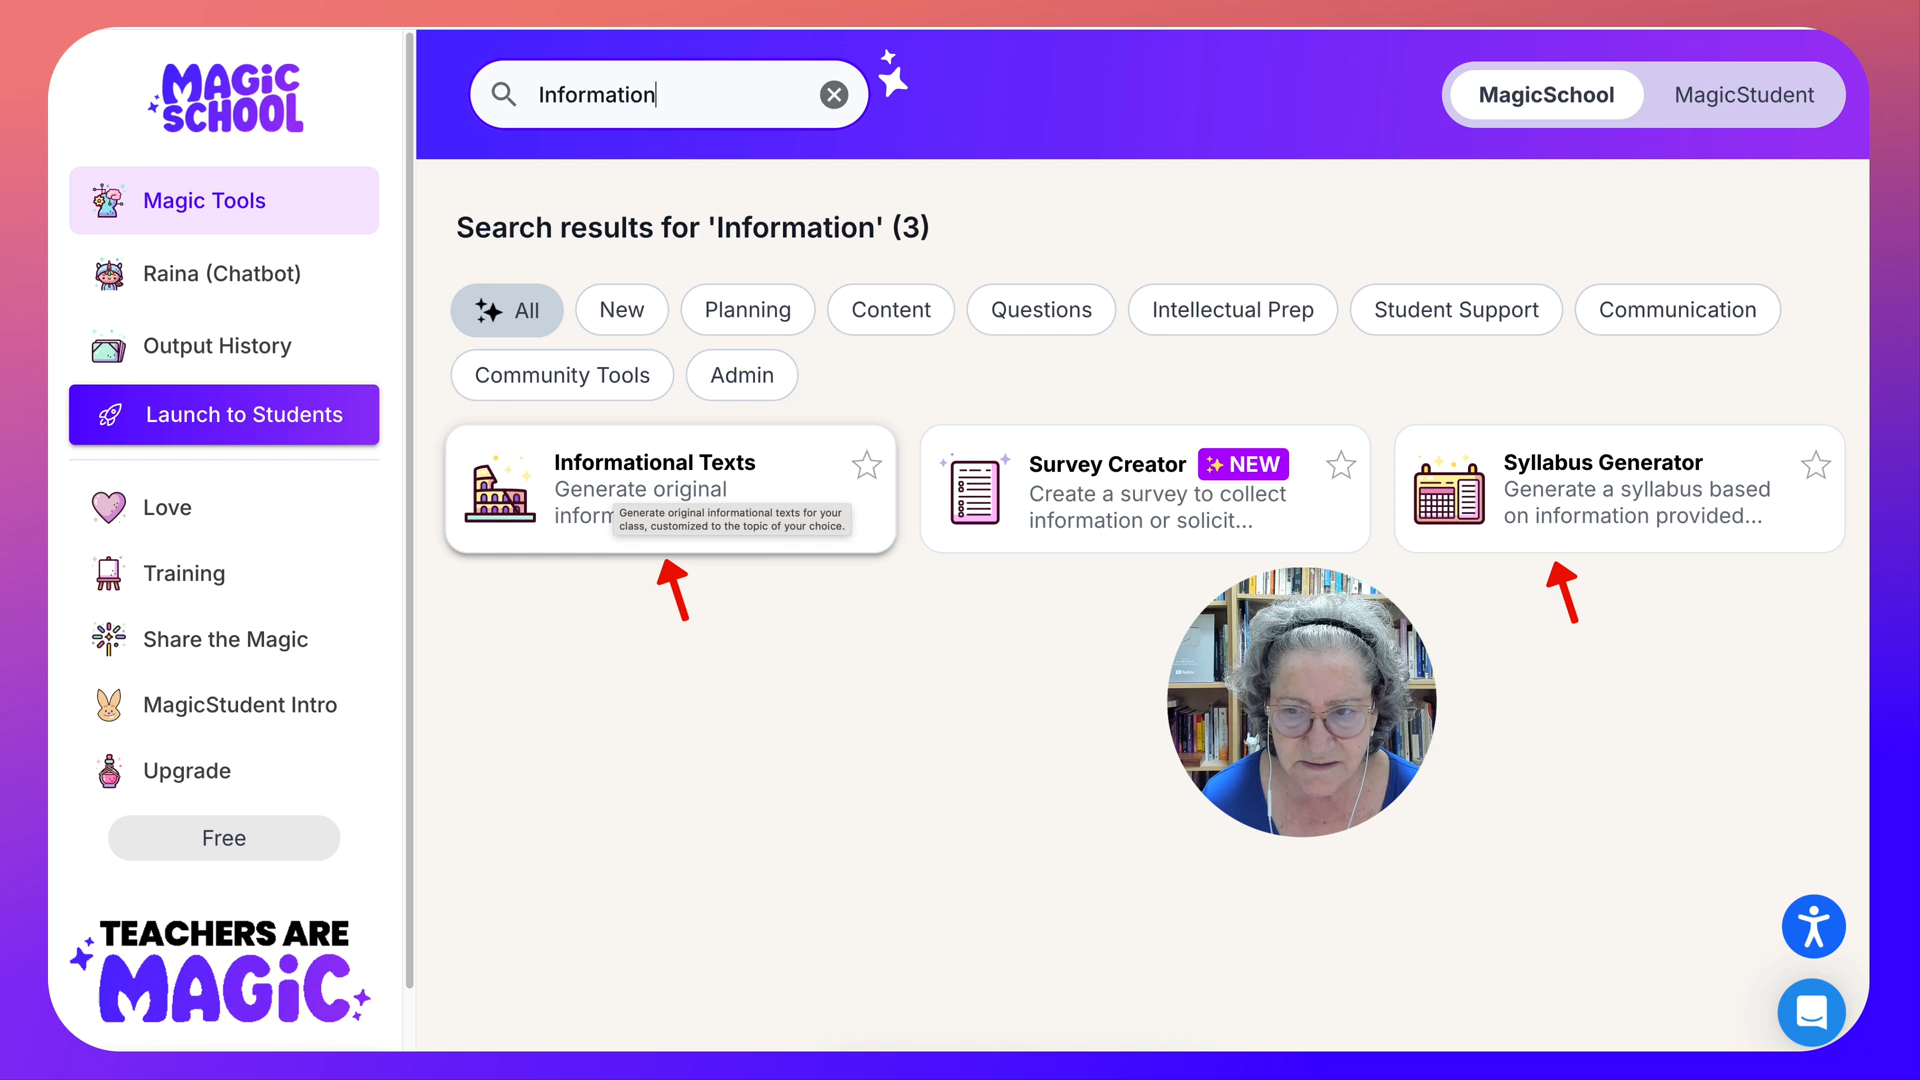 MAGiC
SCHOOL
Information
MagicSchool
MagicStudent
Magic Tools
Raina (Chatbot)
Output History
Launch to Students
Love
Training
Share the Magic
MagicStudent Intro
Upgrade
Free
TEACHERS ARE
MAGiC
Search results for 'Information' (3)
All
New
Planning
Content
Questions
Intellectual Prep
Student Support
Communication
Community Tools
Admin
Informational Texts
Generate original
inform
Generate original informational texts for your
class, customized to the topic of your choice.
Survey Creator NEW
Create a survey to collect
information or solicit...
Syllabus Generator
Generate a syllabus based
on information provided...